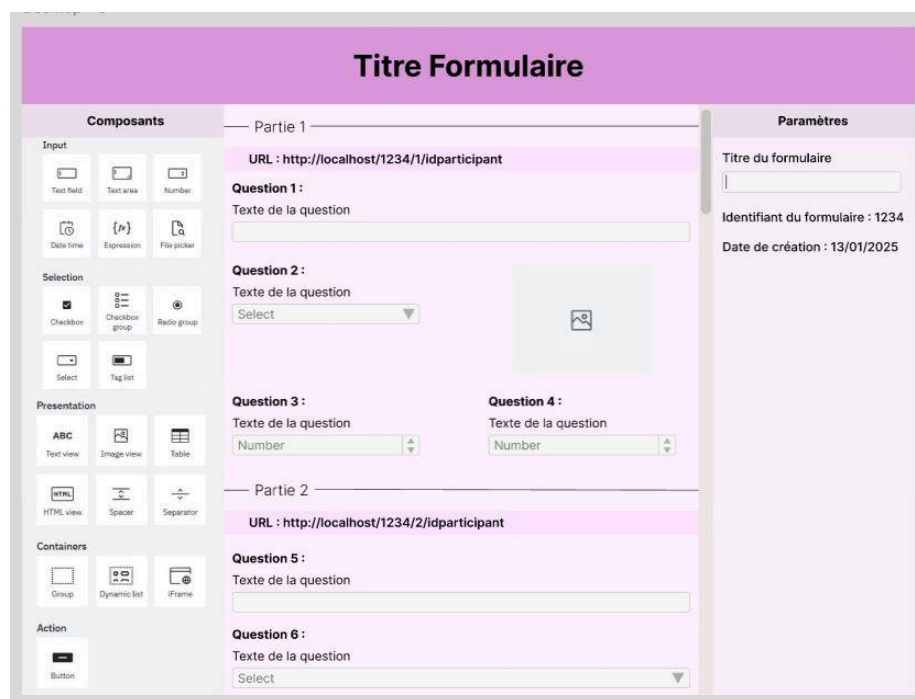 Titre Formulaire
Composants
Input
Text field Text area Number
Date time Expression File picker
Selection
Checkbox Checkbox group Radio group
Select Tag list
Presentation
ABC
Text view Image view Table
HTML
HTML view Spacer Separator
Containers
Group Dynamic list iFrame
Action
Button
Partie 1
URL : http://localhost/1234/1/idparticipant
Question 1 :
Texte de la question
Question 2 :
Texte de la question
Select
Question 3 :
Texte de la question
Number
Question 4 :
Texte de la question
Number
Partie 2
URL : http://localhost/1234/2/idparticipant
Question 5 :
Texte de la question
Question 6 :
Texte de la question
Select
Paramètres
Titre du formulaire
Identifiant du formulaire : 1234
Date de création : 13/01/2025